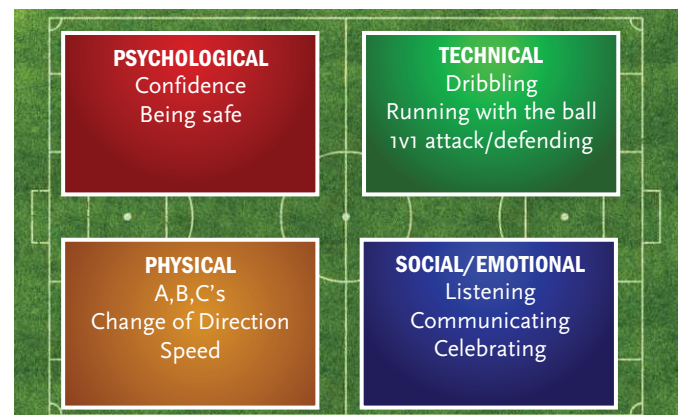 PSYCHOLOGICAL
Confidence
Being safe
TECHNICAL
Dribbling
Running with the ball
1v1 attack/defending
PHYSICAL
A,B,C's
Change of Direction
Speed
SOCIAL/EMOTIONAL
Listening
Communicating
Celebrating